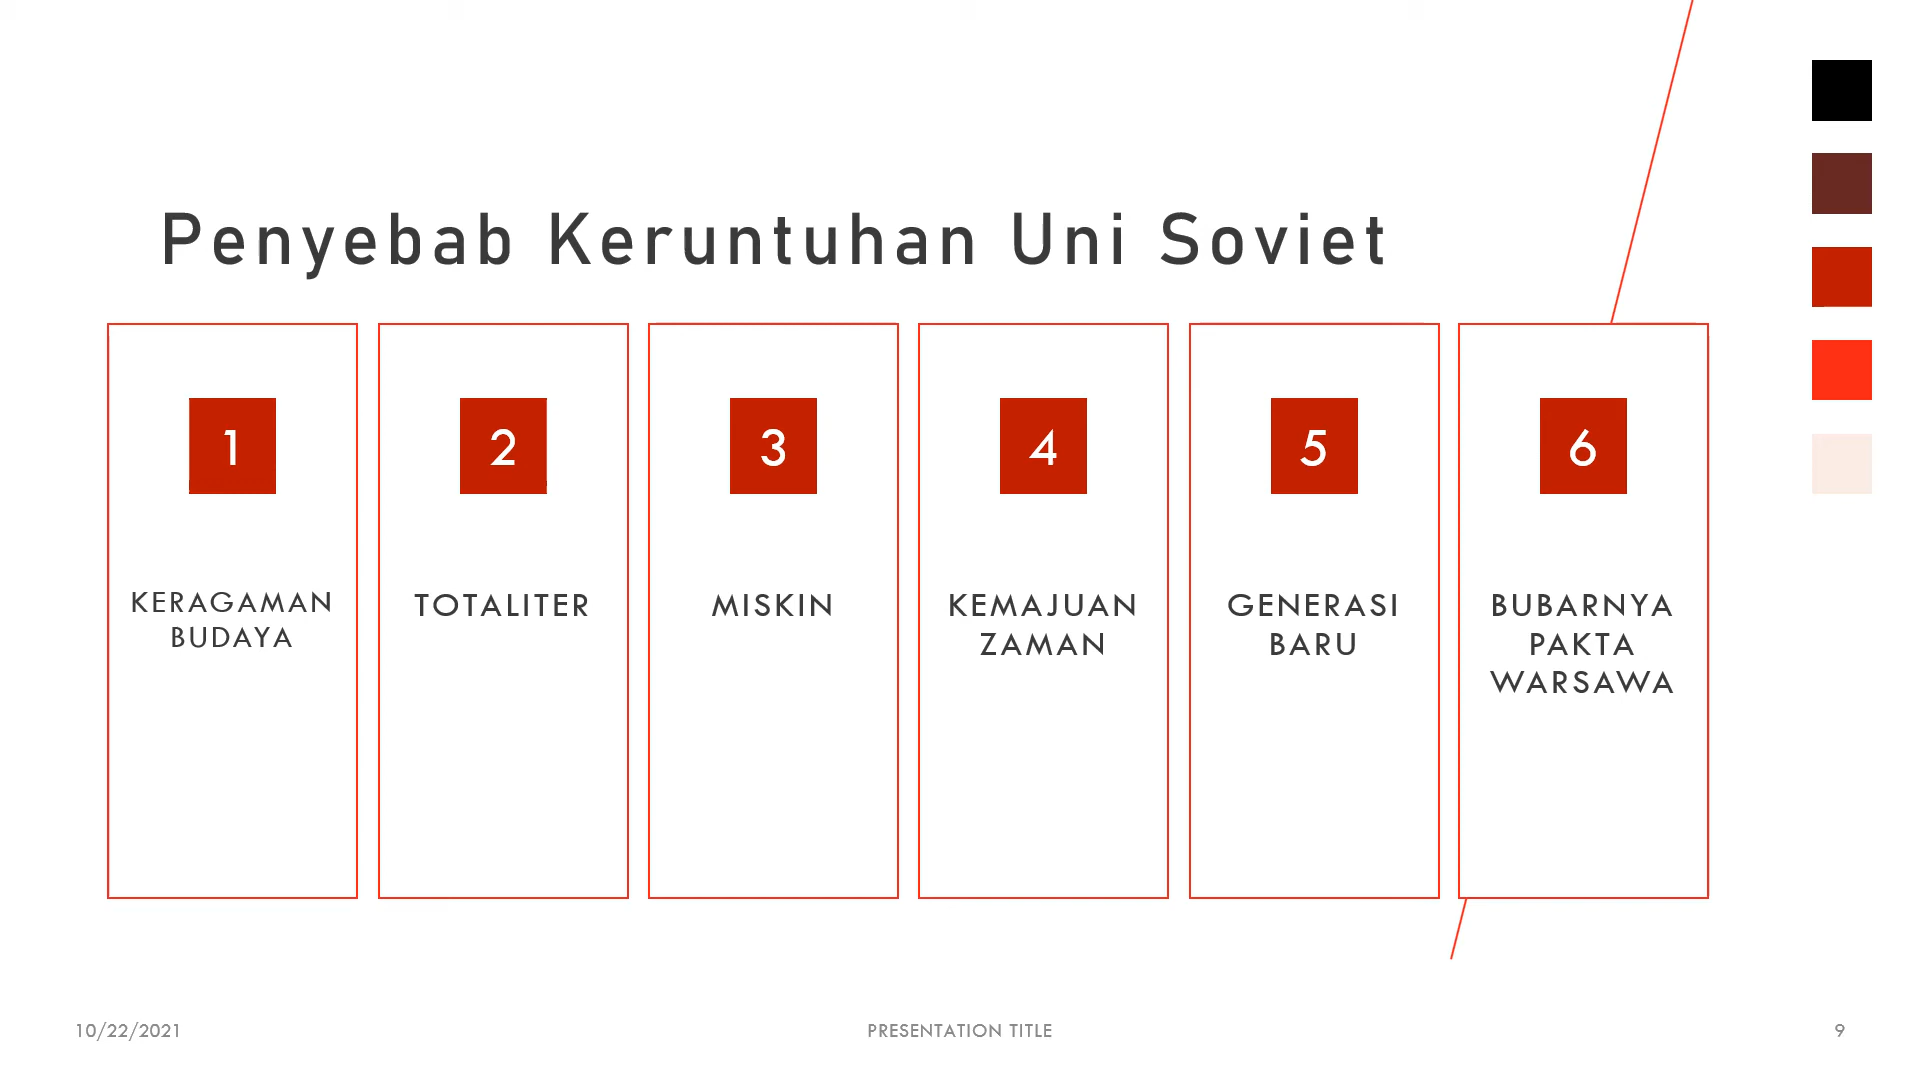 Penyebab Keruntuhan Uni Soviet
1
KERAGAMAN
BUDAYA
2
TOTALITER
3
MISKIN
4
KEMAJUAN
ZAMAN
5
GENERASI
BARU
6
BUBARNYA
PAKTA
WARSAWA
10/22/2021
PRESENTATION TITLE
9